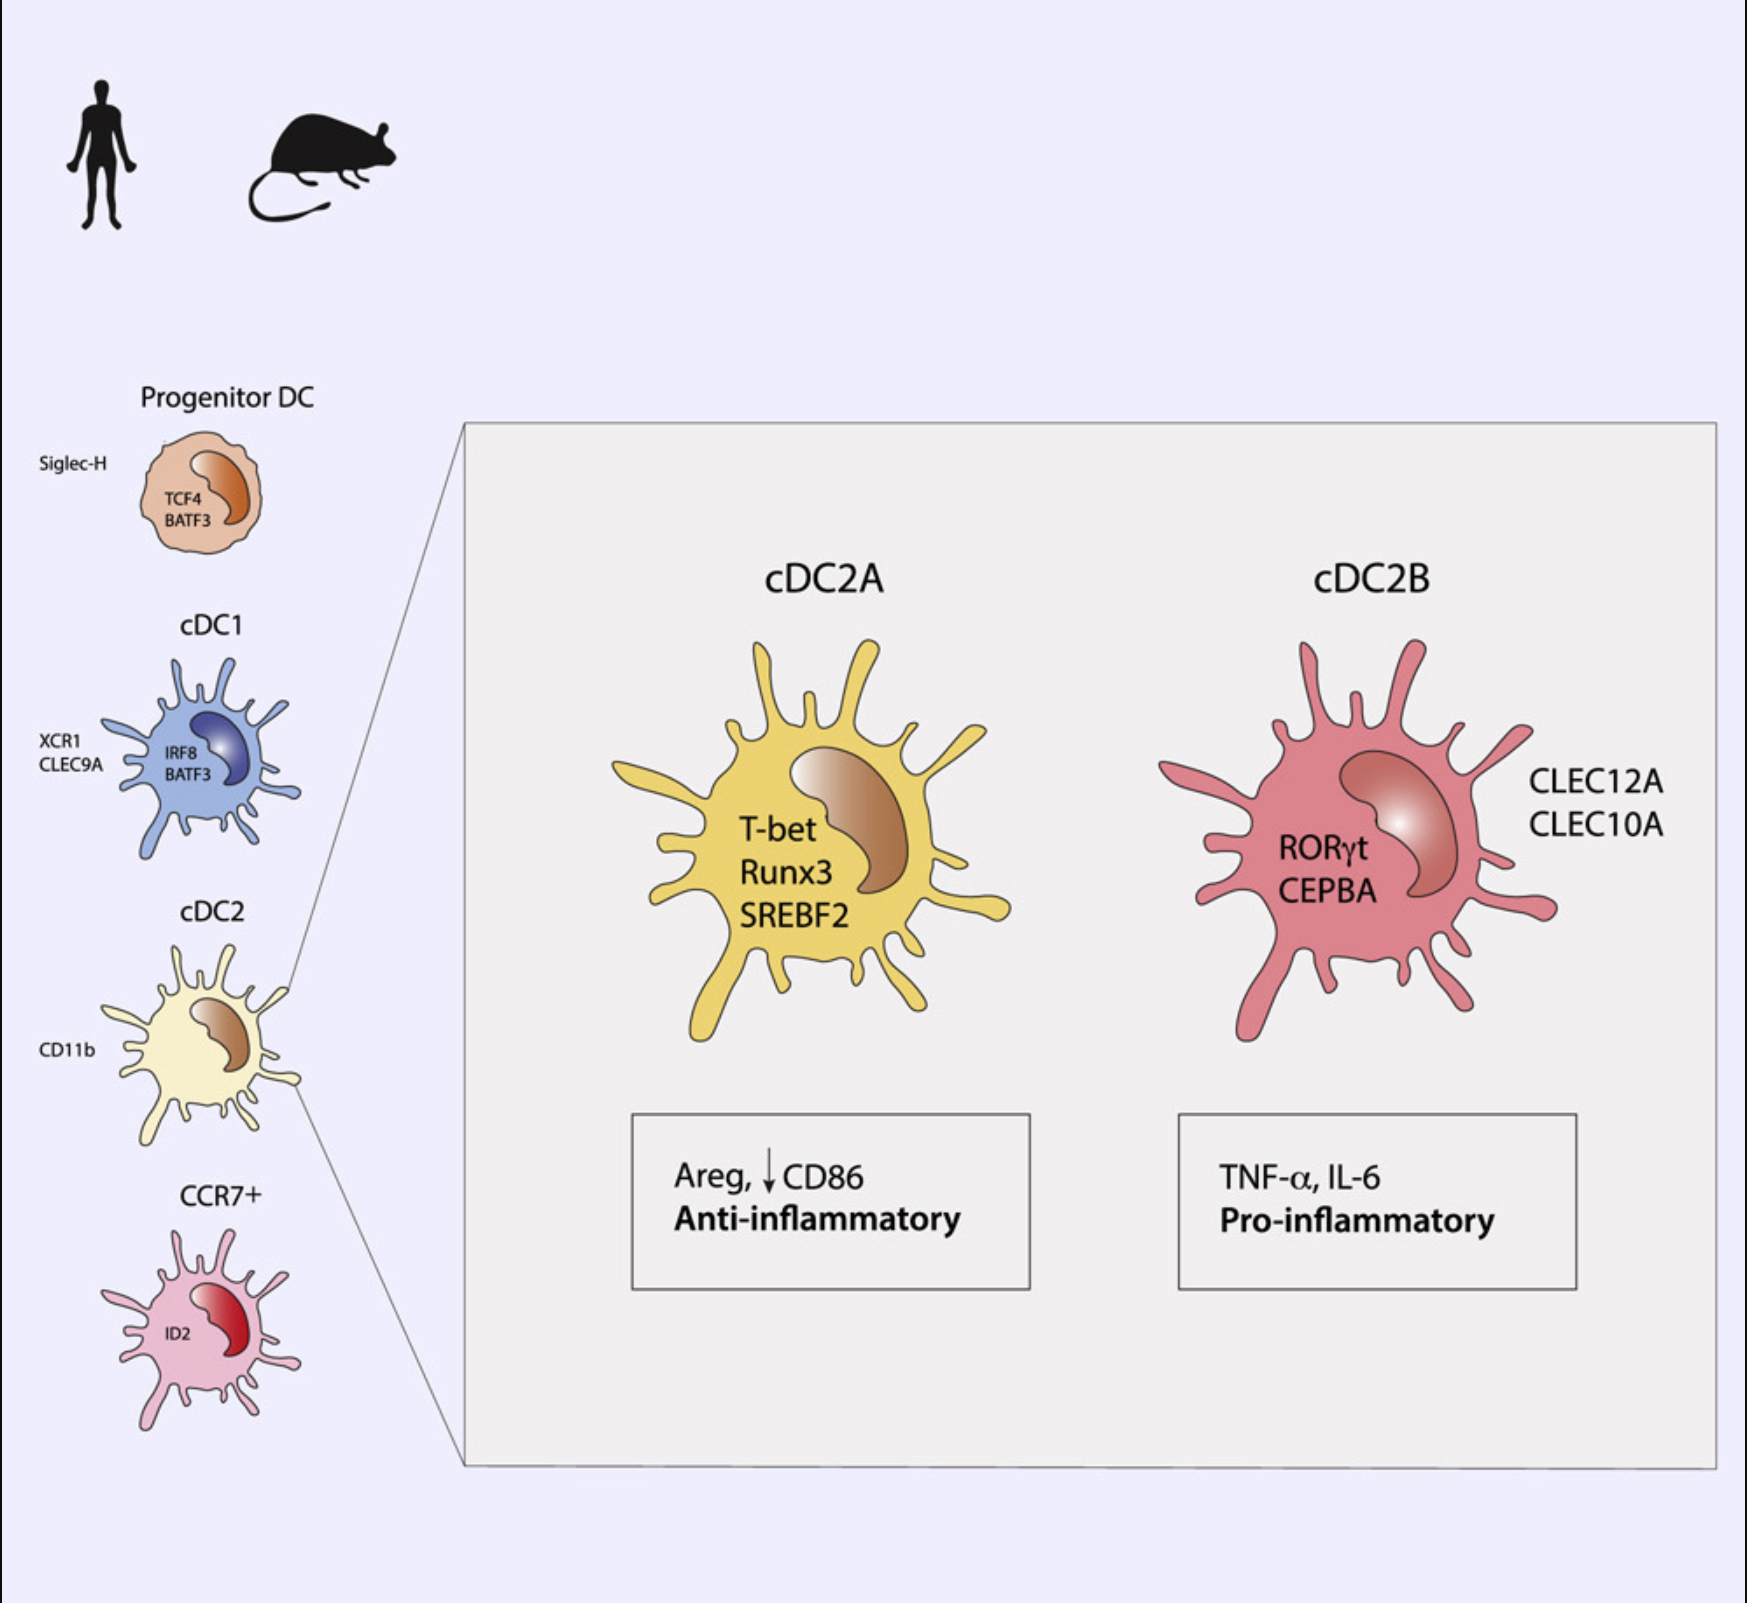 Progenitor DC
Siglec-H
TCF4
BATF3
cDC1
XCR1
CLEC9A
IRF8
BATF3
cDC2
CD11b
CCR7+
ID2
cDC2A
T-bet
Runx3
SREBF2
Areg, ↓ CD86
Anti-inflammatory
cDC2B
CLEC12A
CLEC10A
RORγt
CEPBA
TNF-α, IL-6
Pro-inflammatory